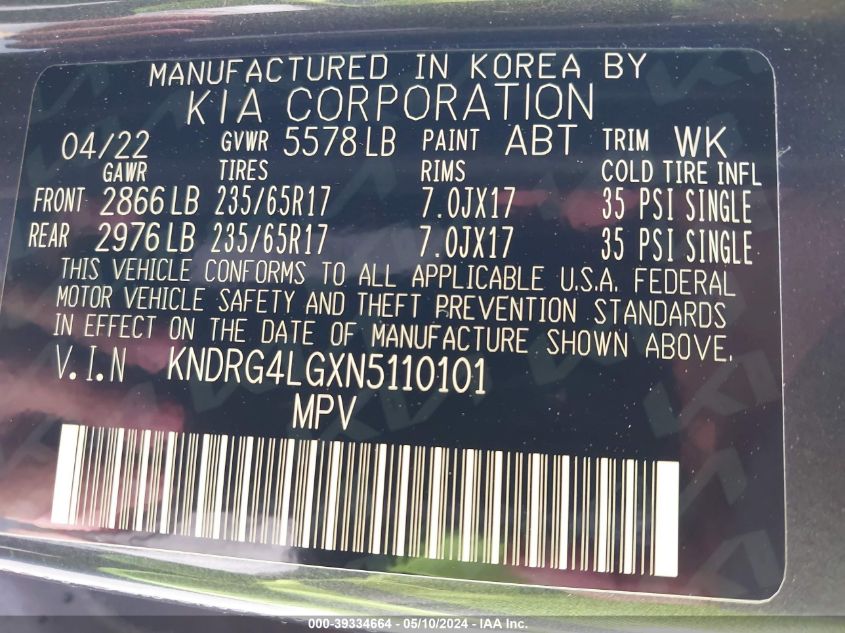 MANUFACTURED IN KOREA BY
KIA CORPORATION
04/22 GVWR 5578 LB PAINT ABT TRIM WK
GAWR TIRES RIMS COLD TIRE INFL
FRONT 2866 LB 235/65R17 7.0JX17 35 PSI SINGLE
REAR 2976 LB 235/65R17 7.0JX17 35 PSI SINGLE
THIS VEHICLE CONFORMS TO ALL APPLICABLE U.S.A. FEDERAL
MOTOR VEHICLE SAFETY AND THEFT PREVENTION STANDARDS
IN EFFECT ON THE DATE OF MANUFACTURE SHOWN ABOVE.
V.I.N KNDRG4LGXN5110101
MPV
000-39334664 - 05/10/2024 - IAA Inc.